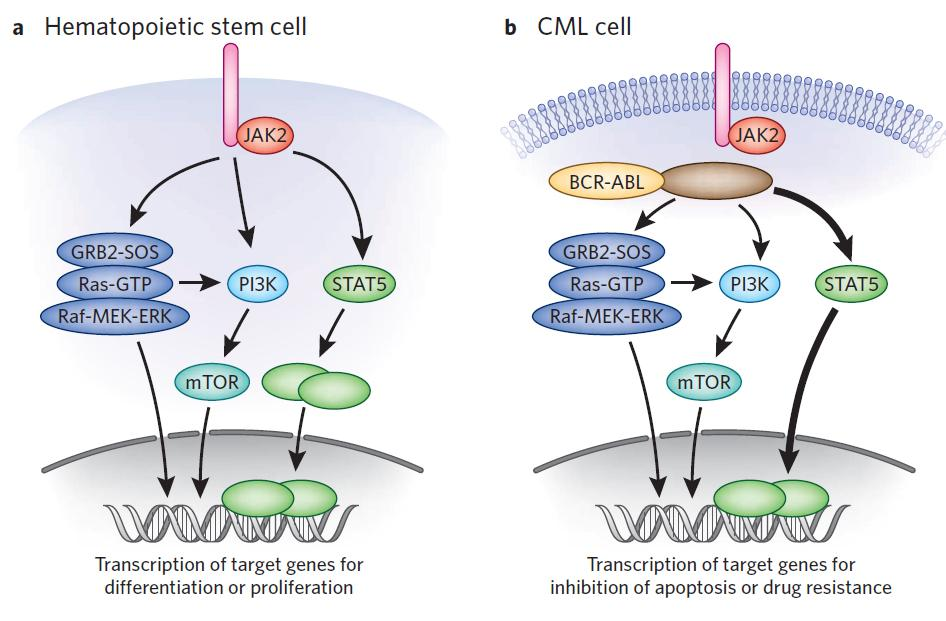 a Hematopoietic stem cell
JAK2
GRB2-SOS
Ras-GTP
PI3K
STAT5
Raf-MEK-ERK
mTOR
Transcription of target genes for
differentiation or proliferation
b CML cell
JAK2
BCR-ABL
GRB2-SOS
Ras-GTP
PI3K
STAT5
Raf-MEK-ERK
mTOR
Transcription of target genes for
inhibition of apoptosis or drug resistance